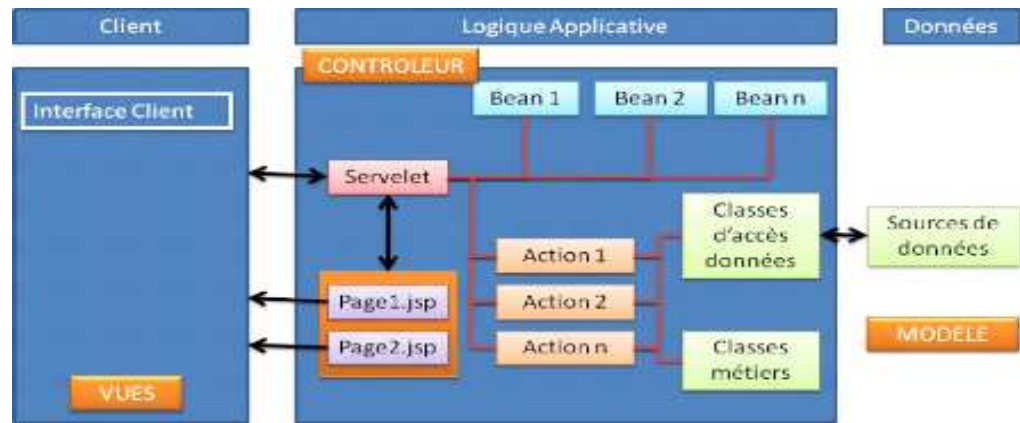 Client
Logique Applicative
Données
CONTROLEUR
Interface Client
Bean 1
Bean 2
Bean n
Servelet
Classes
d'accès
données
Sources de
données
Action 1
Page1.jsp
Action 2
Page2.jsp
Action n
Classes
métiers
MODELE
VUES